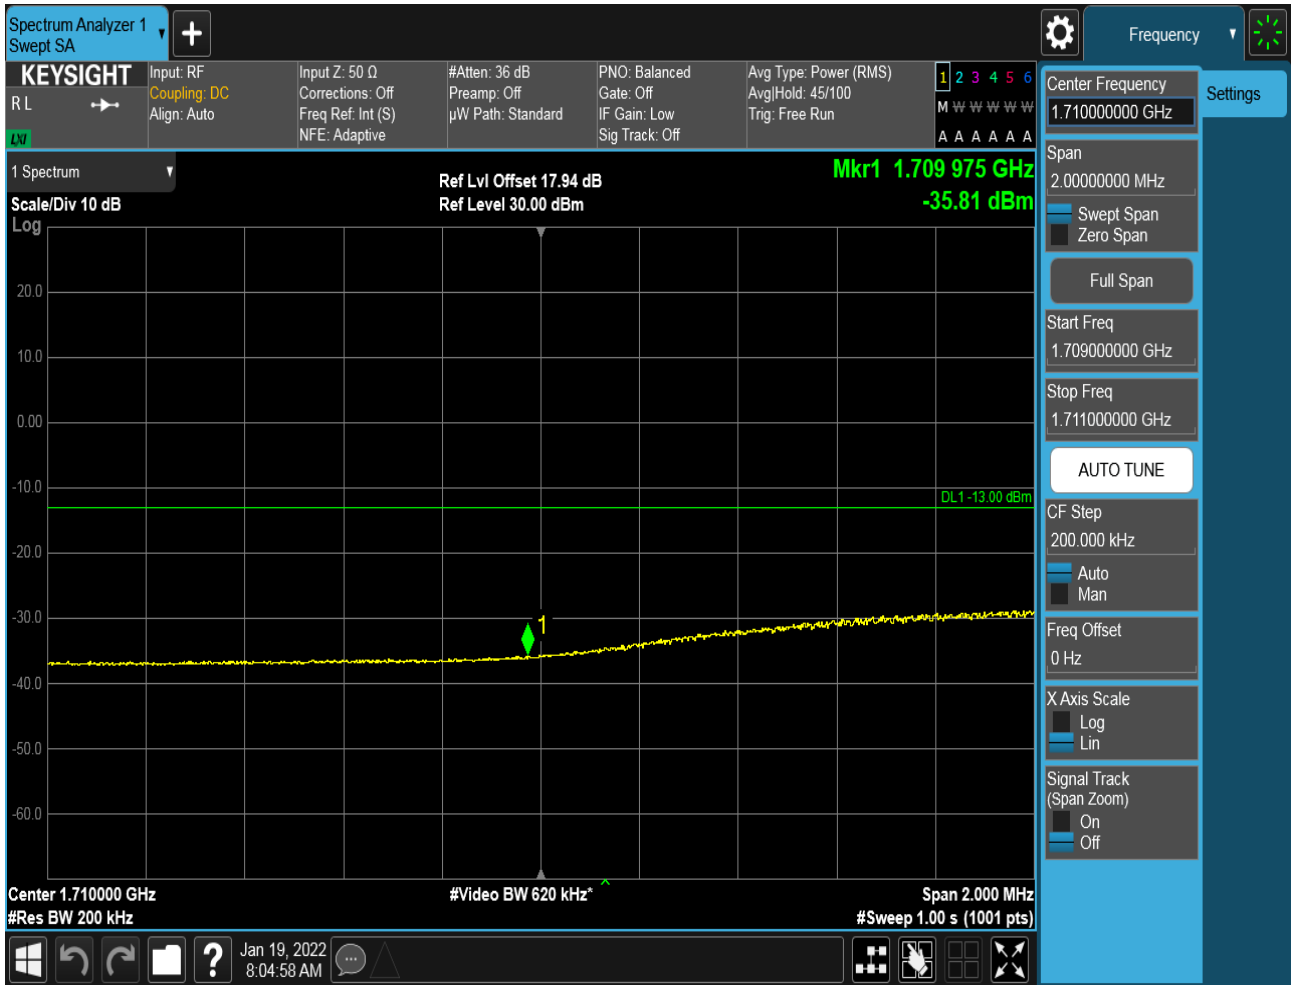 Spectrum Analyzer 1
Swept SA
Frequency
KEYSIGHT
R L
LXI
Input: RF
Coupling: DC
Align: Auto
Input Z: 50 Ω
Corrections: Off
Freq Ref: Int (S)
NFE: Adaptive
#Atten: 36 dB
Preamp: Off
µW Path: Standard
PNO: Balanced
Gate: Off
IF Gain: Low
Sig Track: Off
Avg Type: Power (RMS)
Avg|Hold: 45/100
Trig: Free Run
1 2 3 4 5 6
M W W W W W
A A A A A A
1 Spectrum
Scale/Div 10 dB
Log
Ref Lvl Offset 17.94 dB
Ref Level 30.00 dBm
Mkr1 1.709 975 GHz
-35.81 dBm
20.0
10.0
0.00
-10.0
-20.0
-30.0
-40.0
-50.0
-60.0
DL1 -13.00 dBm
1
Center 1.710000 GHz
#Res BW 200 kHz
#Video BW 620 kHz*
Span 2.000 MHz
#Sweep 1.00 s (1001 pts)
Jan 19, 2022
8:04:58 AM
Center Frequency
1.710000000 GHz
Settings
Span
2.00000000 MHz
Swept Span
Zero Span
Full Span
Start Freq
1.709000000 GHz
Stop Freq
1.711000000 GHz
AUTO TUNE
CF Step
200.000 kHz
Auto
Man
Freq Offset
0 Hz
X Axis Scale
Log
Lin
Signal Track
(Span Zoom)
On
Off